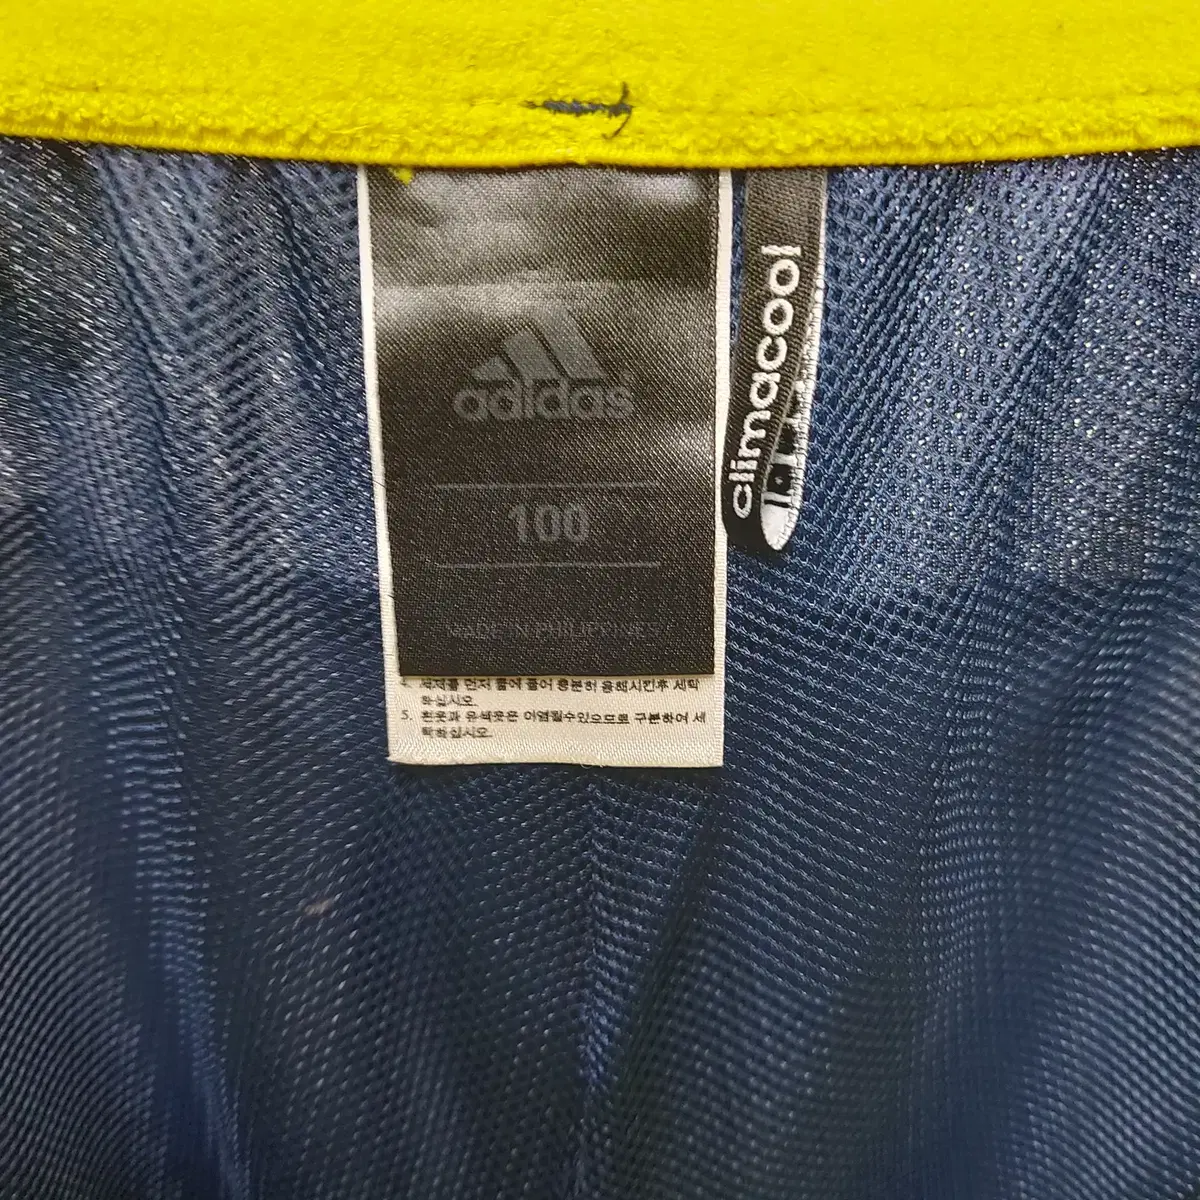 adidas
100
MADE IN PHILIPPINES
세제를 먼저 물에 풀어 충분히 용해시킨후 세탁
하십시오.
5. 흰옷과 유색옷은 이염될수있으므로 구분하여 세
탁하십시오.
climacool